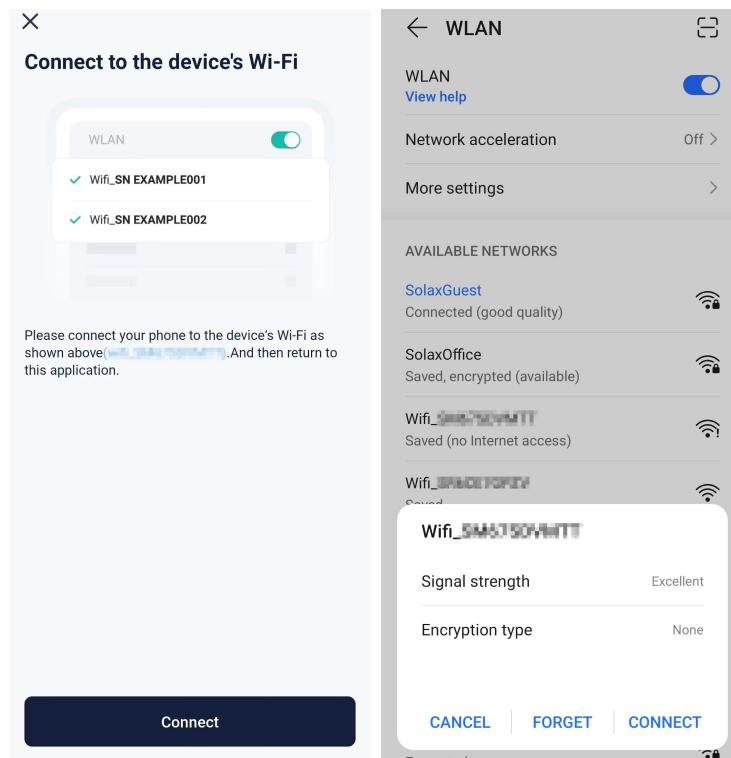 Connect to the device's Wi-Fi
WLAN
Wifi_SN EXAMPLE001
Wifi_SN EXAMPLE002
Please connect your phone to the device's Wi-Fi as
shown above( ).And then return to
this application.
Connect
WLAN
WLAN
View help
Network acceleration
Off
More settings
AVAILABLE NETWORKS
SolaxGuest
Connected (good quality)
SolaxOffice
Saved, encrypted (available)
Wifi_
Saved (no Internet access)
Wifi_
Saved
Wifi_
Signal strength
Excellent
Encryption type
None
CANCEL
FORGET
CONNECT